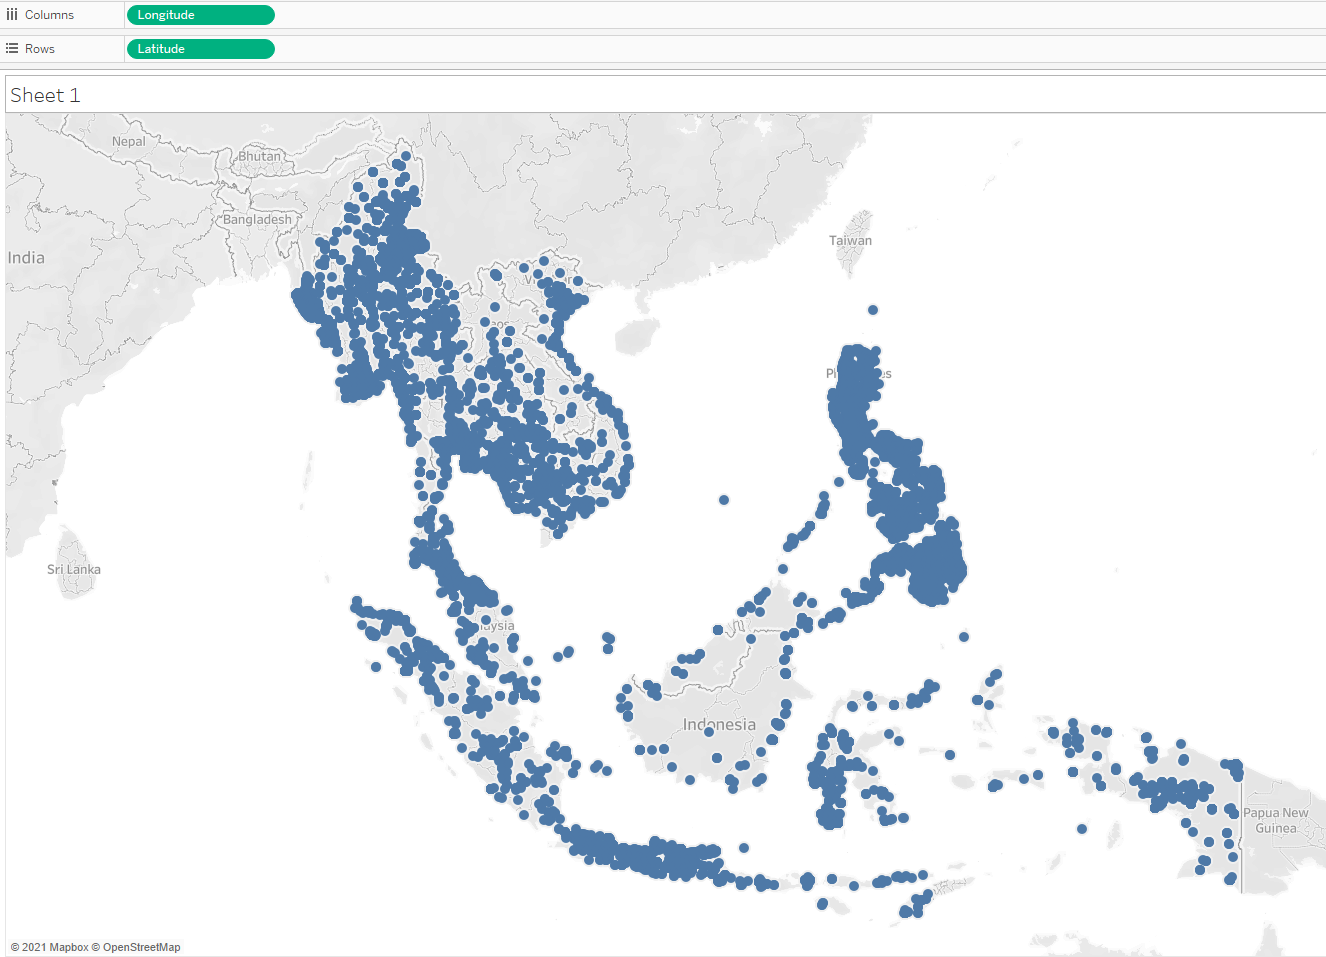 Columns
Longitude
Rows
Latitude
Sheet 1
Nepal
Bhutan
Bangladesh
India
Taiwan
Sri Lanka
Indonesia
Papua New
Guinea
© 2021 Mapbox © OpenStreetMap